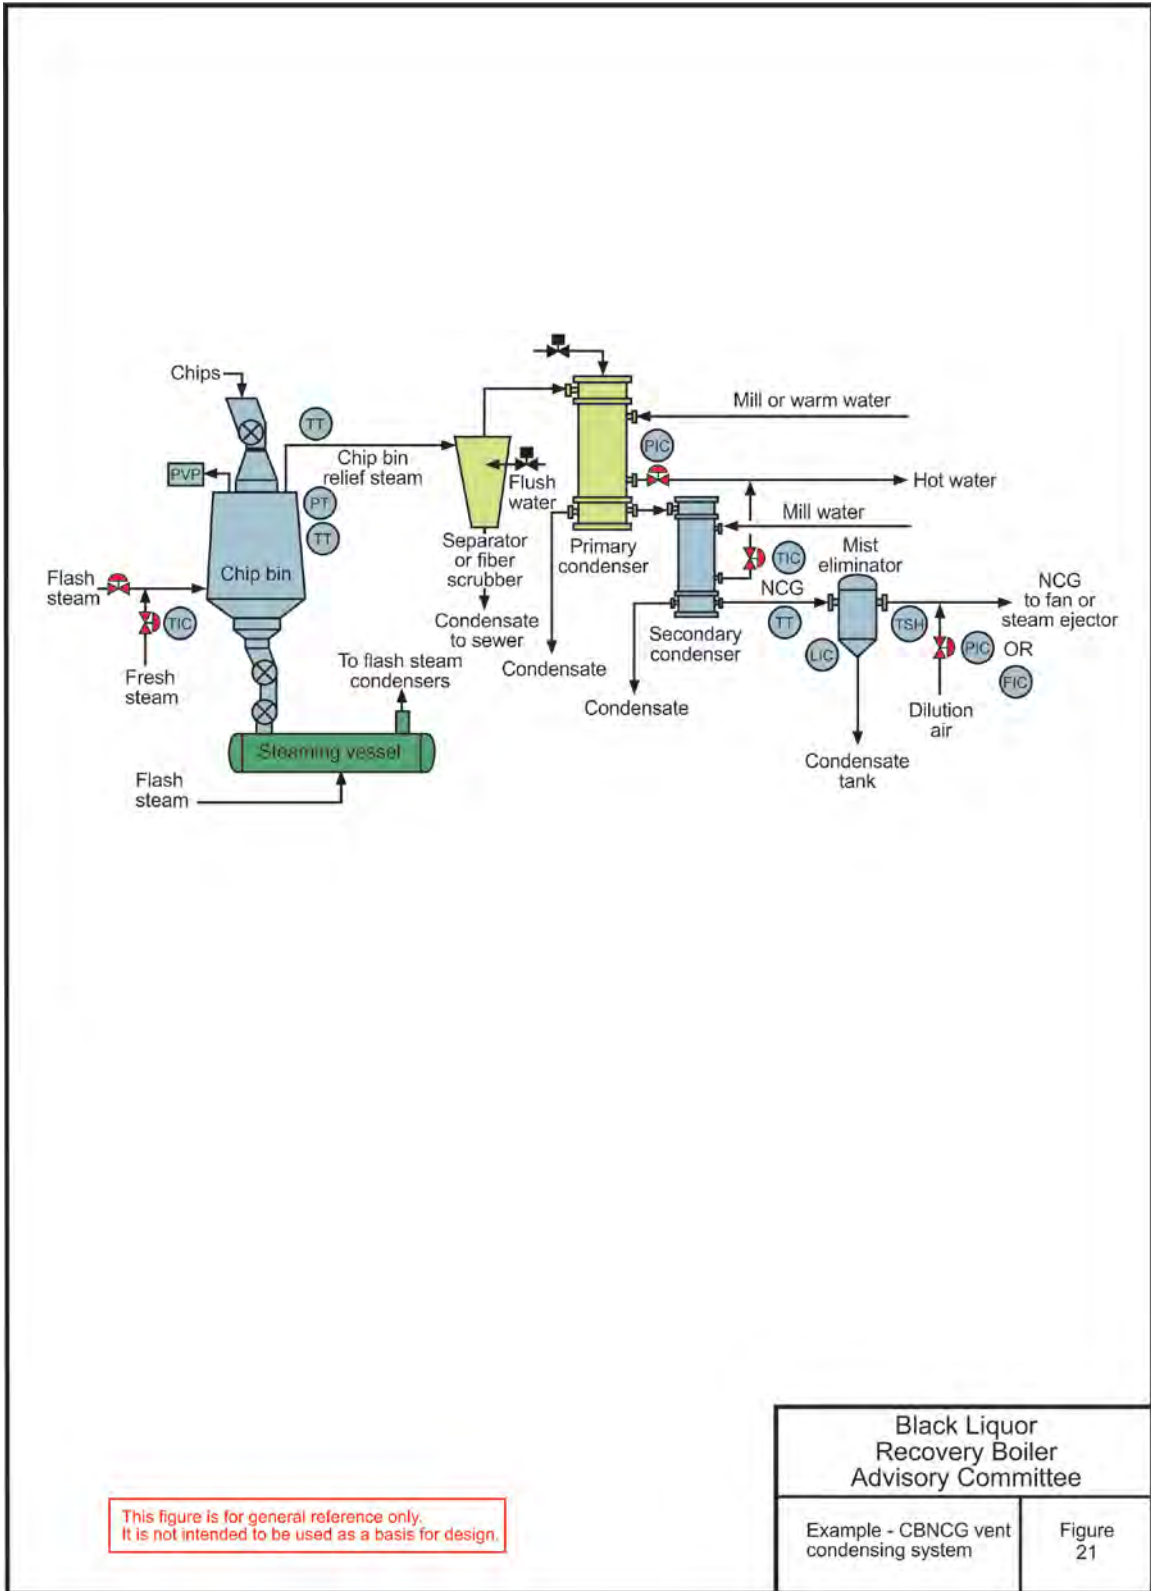 Chips
TT
Chip bin
relief steam
PVP
PT
TT
Flash
steam
Chip bin
TIC
Fresh
steam
To flash steam
condensers
Steaming vessel
Flash
steam
Flush
water
Separator
or fiber
scrubber
Condensate
to sewer
Mill or warm water
PIC
Hot water
Primary
condenser
Condensate
Mill water
TIC
Mist
eliminator
NCG
TT
Secondary
condenser
Condensate
LIC
TSH
NCG
to fan or
steam ejector
PIC OR
FIC
Dilution
air
Condensate
tank
This figure is for general reference only.
It is not intended to be used as a basis for design.
Black Liquor
Recovery Boiler
Advisory Committee
Example - CBNCG vent
condensing system
Figure
21